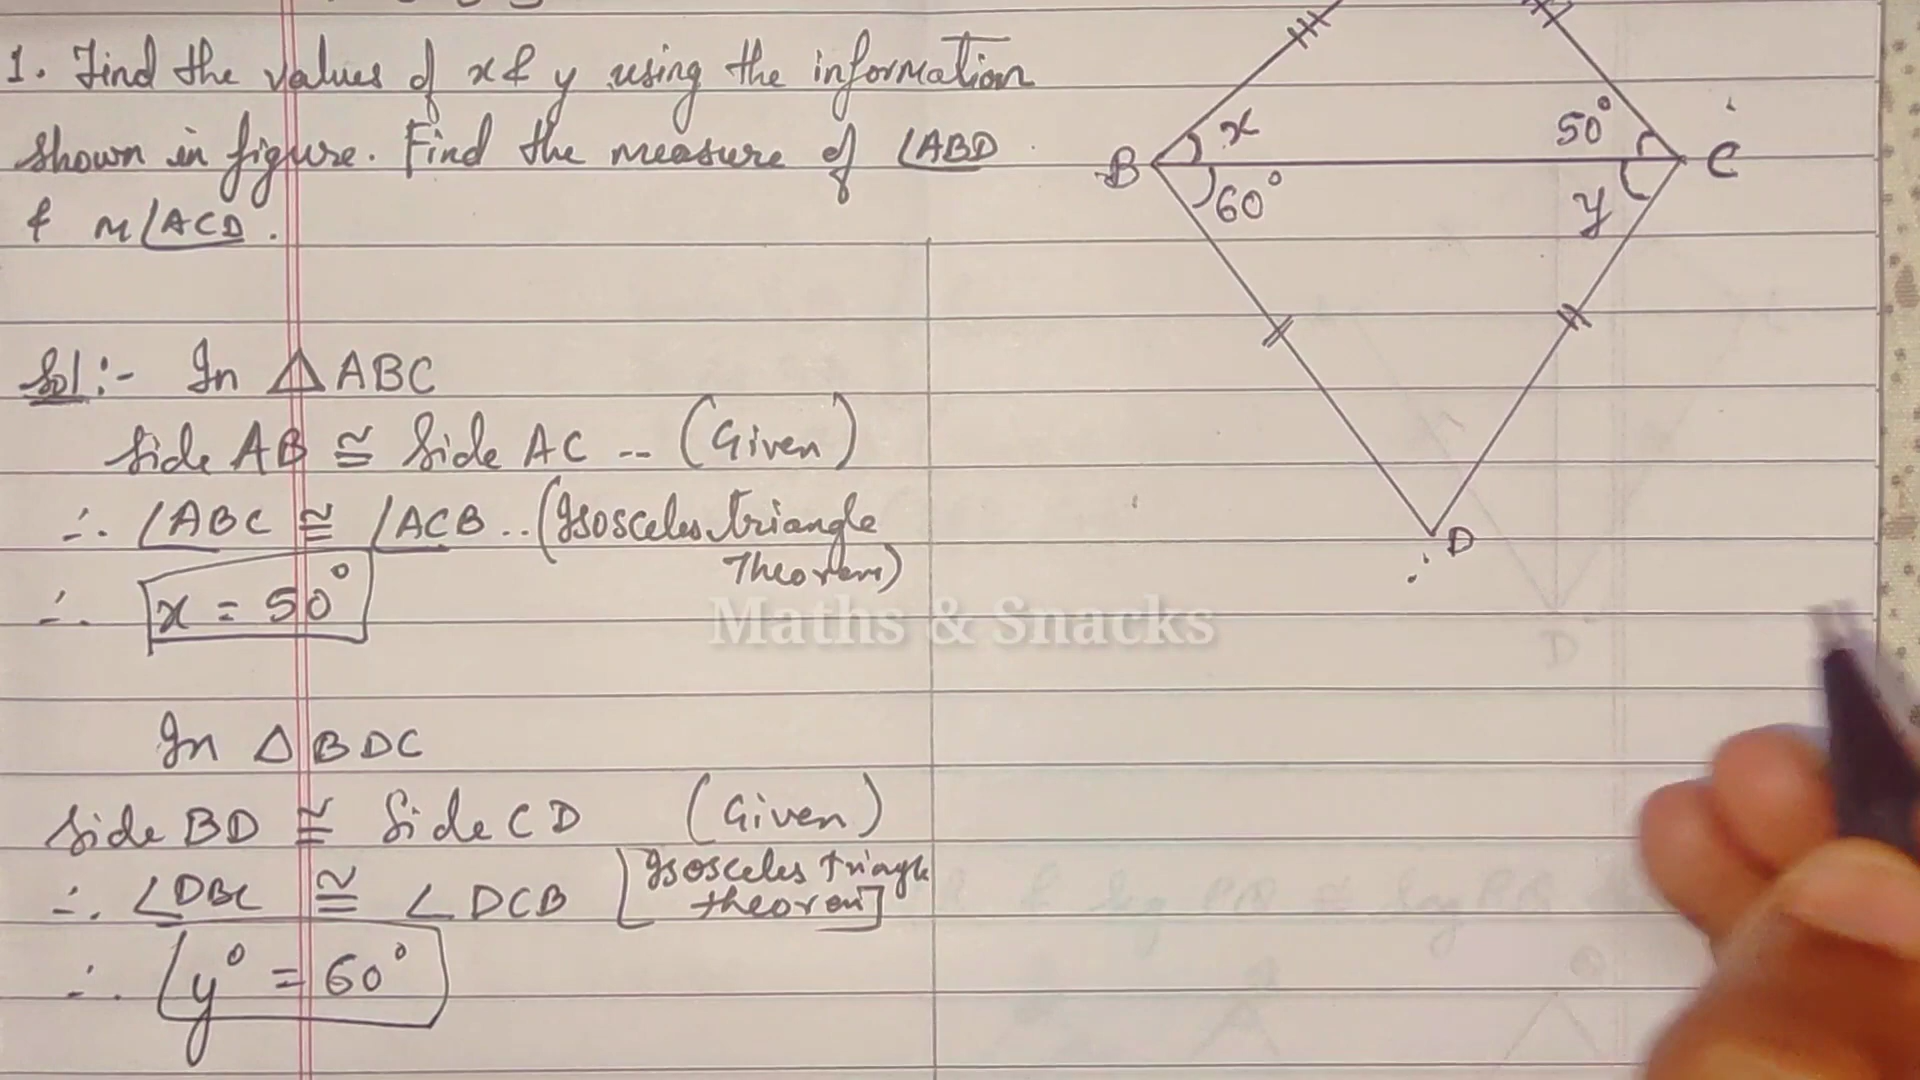 1. Find the values of x & y using the information
shown in figure. Find the measure of ∠ABD
& m∠ACD.
Sol:- In △ABC
Side AB ≅ Side AC -- (Given)
∴ ∠ABC ≅ ∠ACB .. (Isosceles triangle
Theorem)
∴ x = 50°
In △BDC
Side BD ≅ Side CD (Given)
∴ ∠DBC ≅ ∠DCB [Isosceles triangle
theorem]
∴ y° = 60°
x
50°
B
C
60°
y
D
Maths & Snacks